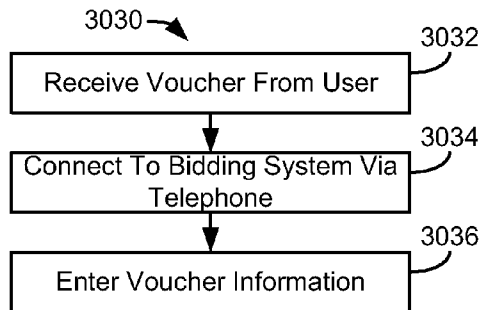 3030
3032
Receive Voucher From User
3034
Connect To Bidding System Via
Telephone
3036
Enter Voucher Information